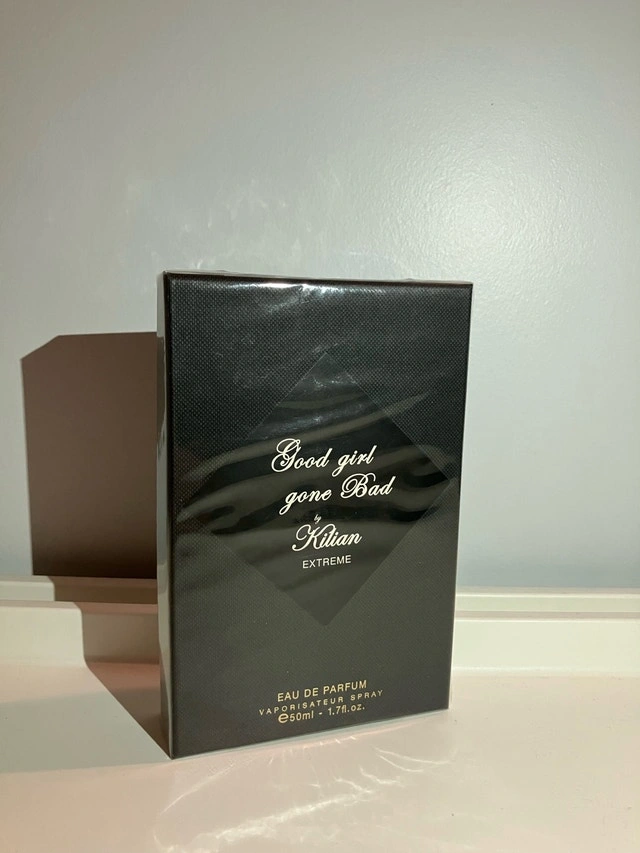 Good girl
gone Bad
by
Kilian
EXTREME
EAU DE PARFUM
VAPORISATEUR SPRAY
℮50ml - 1.7fl.oz.